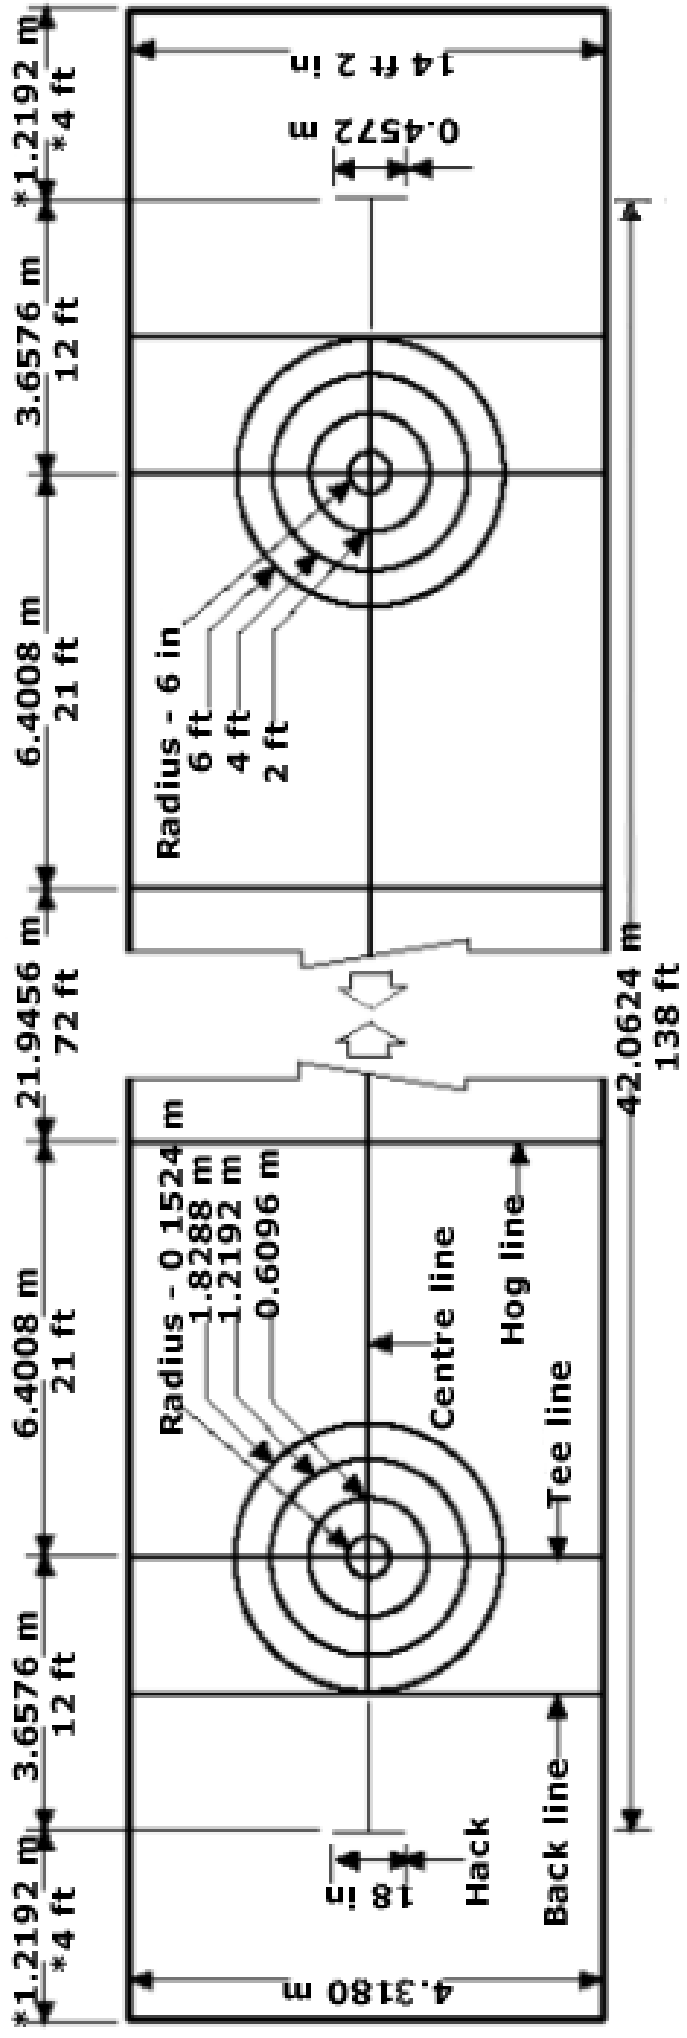 *1.2192 m
*4 ft
3.6576 m
12 ft
6.4008 m
21 ft
21.9456 m
72 ft
6.4008 m
21 ft
3.6576 m
12 ft
*1.2192 m
*4 ft
4.3180 m
18 in
Hack
Back line
Tee line
Hog line
Centre line
Radius - 0 1524 m
1.8288 m
1.2192 m
0.6096 m
Radius - 6 in
6 ft
4 ft
2 ft
0.4572 m
14 ft 2 in
42.0624 m
138 ft